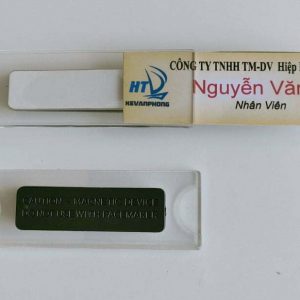 CÔNG TY TNHH TM-DV Hiệp
HT
KEVANPHONG
Nguyễn Văn
Nhân Viên
CAUTION - MAGNETIC DEVICE
DO NOT USE WITH PACEMAKER